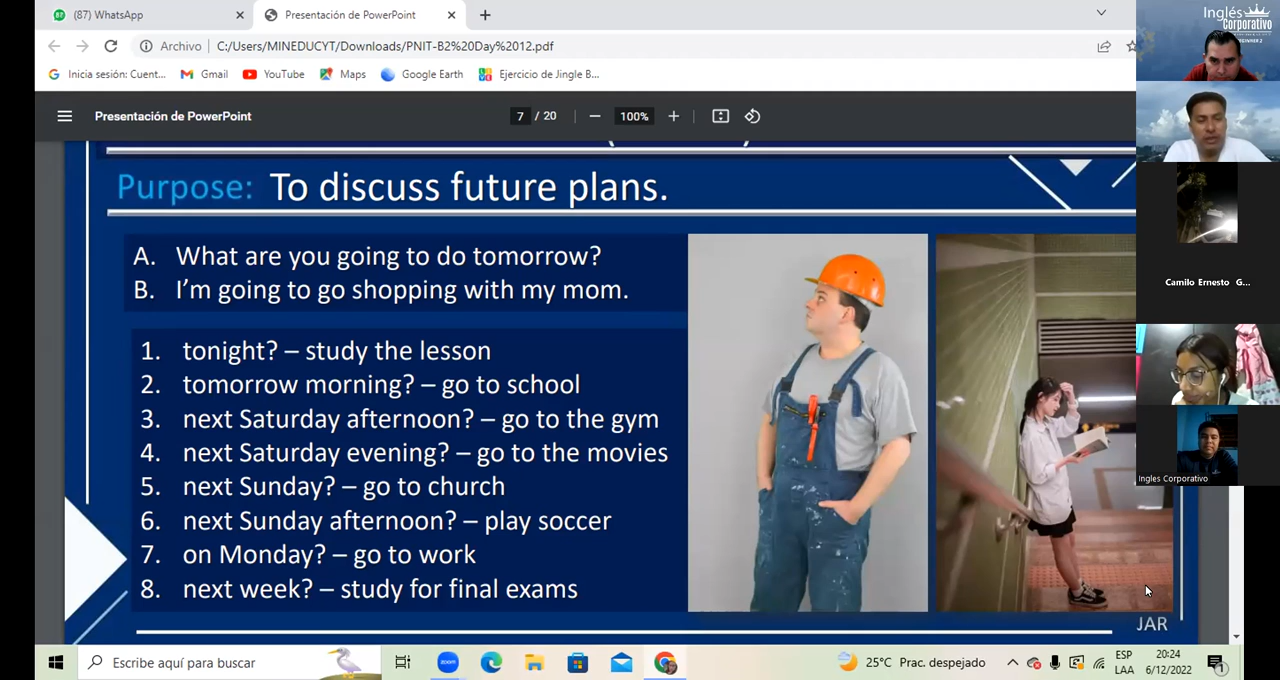 (87) WhatsApp
Presentación de PowerPoint
Inglés
Corporativo
Archivo
C:/Users/MINEDUCYT/Downloads/PNIT-B2%20Day%2012.pdf
Inicia sesión: Cuent...
Gmail
YouTube
Maps
Google Earth
Ejercicio de Jingle B...
Presentación de PowerPoint
7 / 20
100%
Purpose: To discuss future plans.
A. What are you going to do tomorrow?
B. I'm going to go shopping with my mom.
1. tonight? – study the lesson
2. tomorrow morning? – go to school
3. next Saturday afternoon? – go to the gym
4. next Saturday evening? – go to the movies
5. next Sunday? – go to church
6. next Sunday afternoon? – play soccer
7. on Monday? – go to work
8. next week? – study for final exams
JAR
Camilo Ernesto G...
Ingles Corporativo
Escribe aquí para buscar
zoom
25°C Prac. despejado
ESP
LAA
20:24
6/12/2022
1